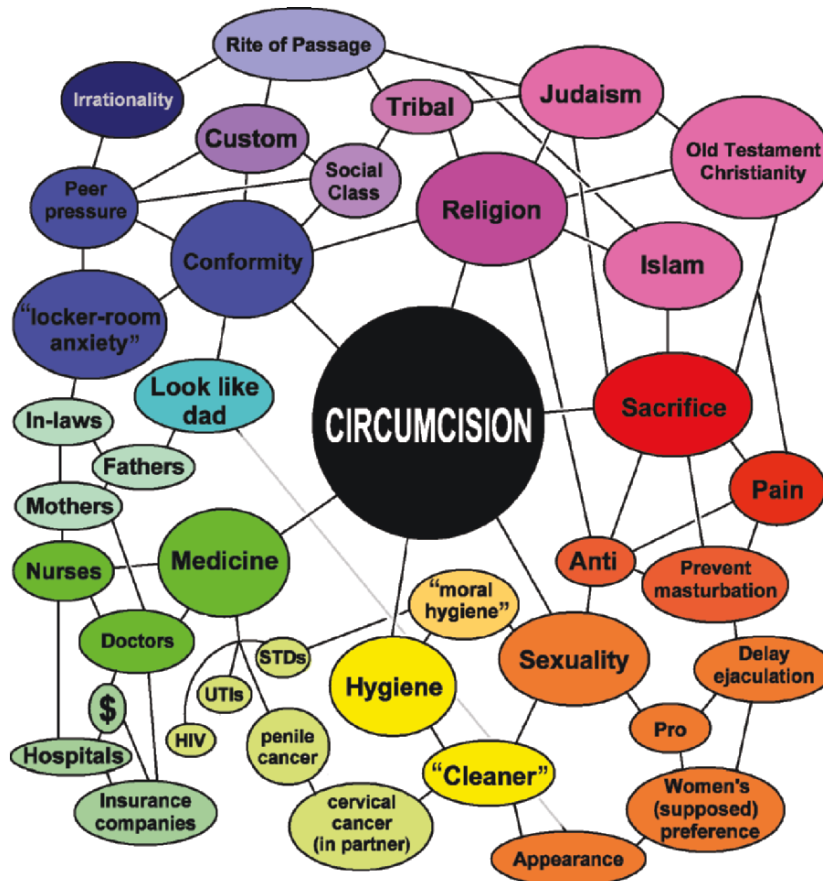 Rite of Passage
Irrationality
Tribal
Judaism
Custom
Old Testament
Christianity
Social
Class
Peer
pressure
Religion
Conformity
Islam
“locker-room
anxiety”
Look like
dad
Sacrifice
CIRCUMCISION
In-laws
Fathers
Mothers
Pain
Medicine
Nurses
Anti
Prevent
masturbation
“moral
hygiene”
Doctors
STDs
Sexuality
Delay
ejaculation
Hygiene
UTIs
$
HIV
penile
cancer
Pro
Hospitals
“Cleaner”
Insurance
companies
cervical
cancer
(in partner)
Women's
(supposed)
preference
Appearance